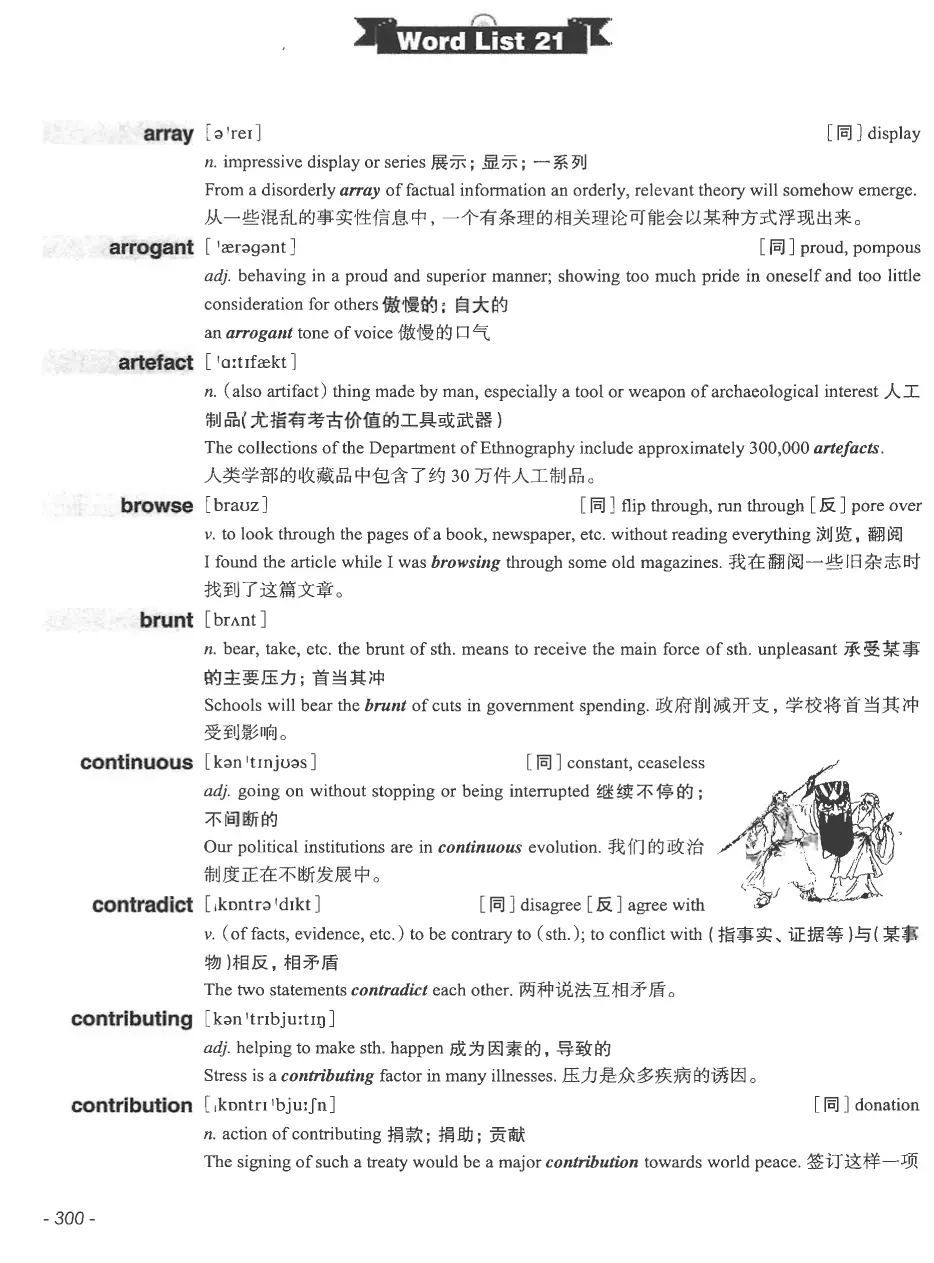 Word List 21
array [ə'reɪ] [同] display
n. impressive display or series 展示；显示；一系列
From a disorderly array of factual information an orderly, relevant theory will somehow emerge.
从一些混乱的事实性信息中，一个有条理的相关理论可能会以某种方式浮现出来。
arrogant ['ærəgənt] [同] proud, pompous
adj. behaving in a proud and superior manner; showing too much pride in oneself and too little
consideration for others 傲慢的；自大的
an arrogant tone of voice 傲慢的口气
artefact ['ɑːtɪfækt]
n. (also artifact) thing made by man, especially a tool or weapon of archaeological interest 人工
制品(尤指有考古价值的工具或武器)
The collections of the Department of Ethnography include approximately 300,000 artefacts.
人类学部的收藏品中包含了约 30 万件人工制品。
browse [braʊz] [同] flip through, run through [反] pore over
v. to look through the pages of a book, newspaper, etc. without reading everything 浏览，翻阅
I found the article while I was browsing through some old magazines. 我在翻阅一些旧杂志时
找到了这篇文章。
brunt [brʌnt]
n. bear, take, etc. the brunt of sth. means to receive the main force of sth. unpleasant 承受某事
的主要压力；首当其冲
Schools will bear the brunt of cuts in government spending. 政府削减开支，学校将首当其冲
受到影响。
continuous [kən'tɪnjʊəs] [同] constant, ceaseless
adj. going on without stopping or being interrupted 继续不停的；
不间断的
Our political institutions are in continuous evolution. 我们的政治
制度正在不断发展中。
contradict [ˌkɒntrə'dɪkt] [同] disagree [反] agree with
v. (of facts, evidence, etc.) to be contrary to (sth.); to conflict with (指事实、证据等)与(某事
物)相反，相矛盾
The two statements contradict each other. 两种说法互相矛盾。
contributing [kən'trɪbjuːtɪŋ]
adj. helping to make sth. happen 成为因素的，导致的
Stress is a contributing factor in many illnesses. 压力是众多疾病的诱因。
contribution [ˌkɒntrɪ'bjuːʃn] [同] donation
n. action of contributing 捐款；捐助；贡献
The signing of such a treaty would be a major contribution towards world peace. 签订这样一项
- 300 -